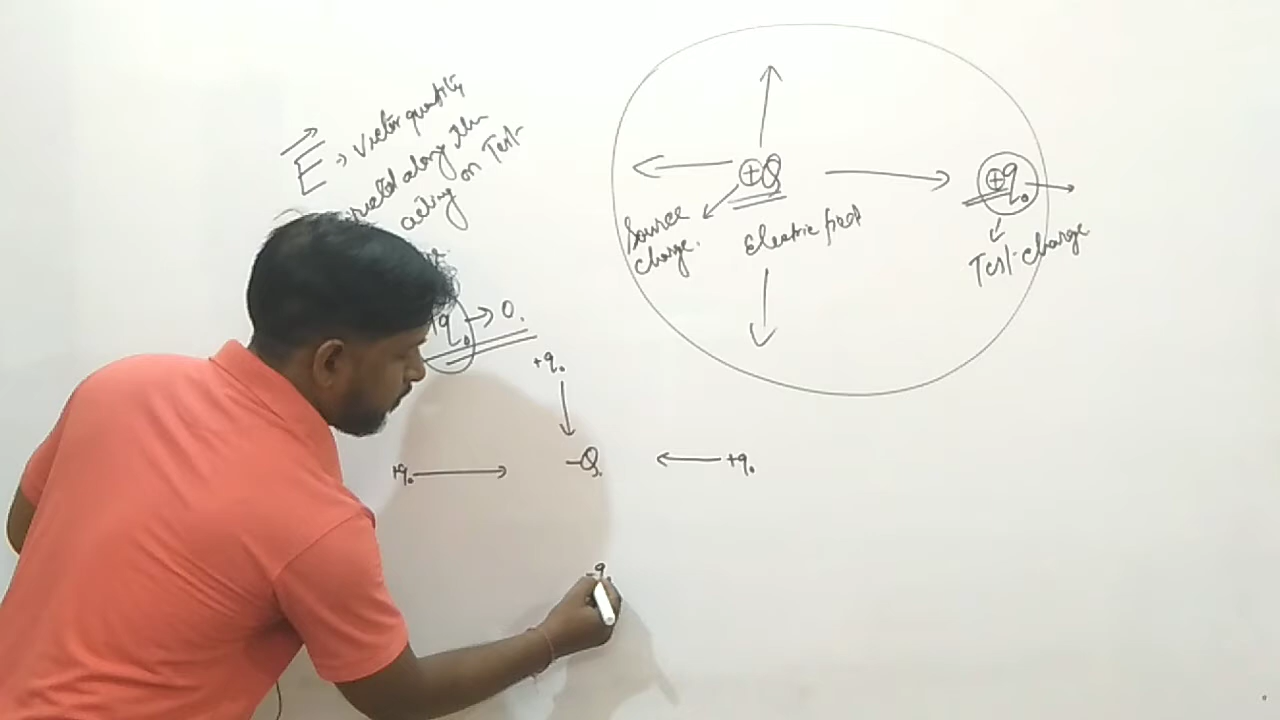 E → Vector quantity
directed along the
acting on Test-
+q₀ → 0.
+Q
Source
charge.
Electric field
+q₀
Test-charge
+q₀
+q₀
-Q.
+q₀